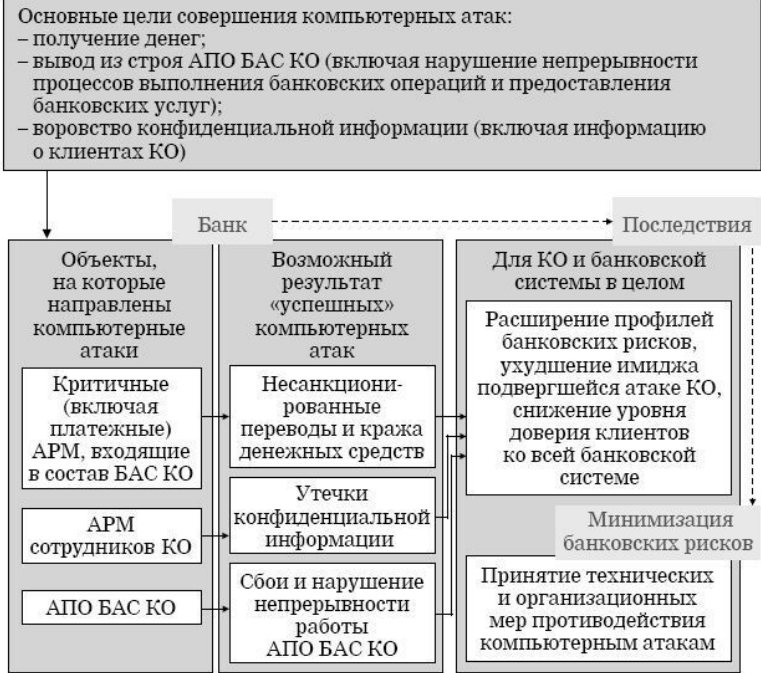 Основные цели совершения компьютерных атак:
– получение денег;
– вывод из строя АПО БАС КО (включая нарушение непрерывности
процессов выполнения банковских операций и предоставления
банковских услуг);
– воровство конфиденциальной информации (включая информацию
о клиентах КО)
Банк
Последствия
Объекты,
на которые
направлены
компьютерные
атаки
Критичные
(включая
платежные)
АРМ, входящие
в состав БАС КО
АРМ
сотрудников КО
АПО БАС КО
Возможный
результат
«успешных»
компьютерных
атак
Несанкциони-
рованные
переводы и кража
денежных средств
Утечки
конфиденциальной
информации
Сбои и нарушение
непрерывности
работы
АПО БАС КО
Для КО и банковской
системы в целом
Расширение профилей
банковских рисков,
ухудшение имиджа
подвергшейся атаке КО,
снижение уровня
доверия клиентов
ко всей банковской
системе
Минимизация
банковских рисков
Принятие технических
и организационных
мер противодействия
компьютерным атакам